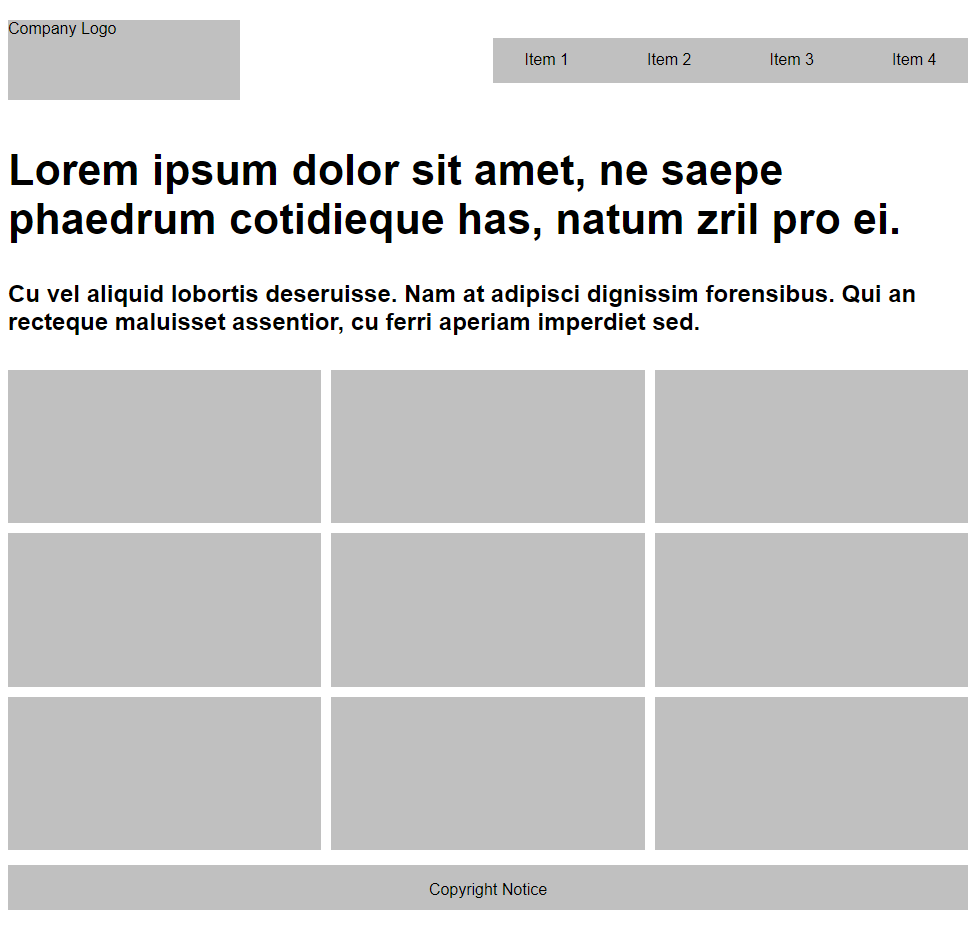 Company Logo
Item 1 Item 2 Item 3 Item 4
Lorem ipsum dolor sit amet, ne saepe
phaedrum cotidieque has, natum zril pro ei.
Cu vel aliquid lobortis deseruisse. Nam at adipisci dignissim forensibus. Qui an
recteque maluisset assentior, cu ferri aperiam imperdiet sed.
Copyright Notice